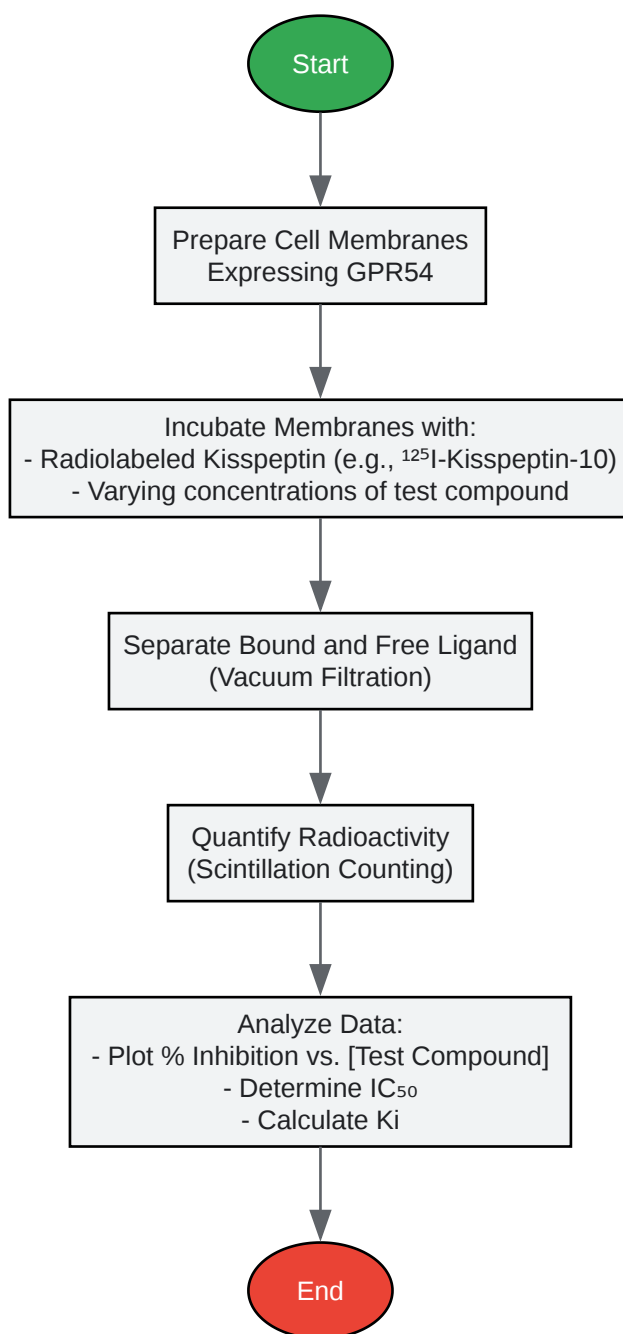 Start
Prepare Cell Membranes
Expressing GPR54
Incubate Membranes with:
- Radiolabeled Kisspeptin (e.g., ¹²⁵I-Kisspeptin-10)
- Varying concentrations of test compound
Separate Bound and Free Ligand
(Vacuum Filtration)
Quantify Radioactivity
(Scintillation Counting)
Analyze Data:
- Plot % Inhibition vs. [Test Compound]
- Determine IC₅₀
- Calculate Ki
End